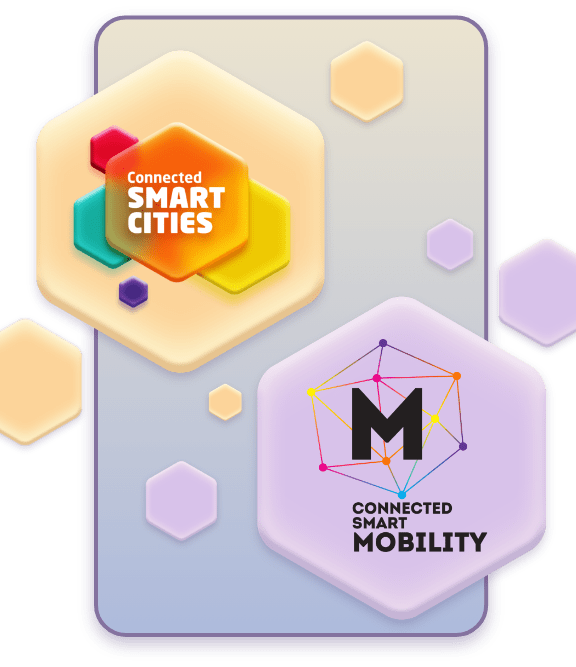 Connected
SMART
CITIES
M
CONNECTED
SMART
MOBILITY